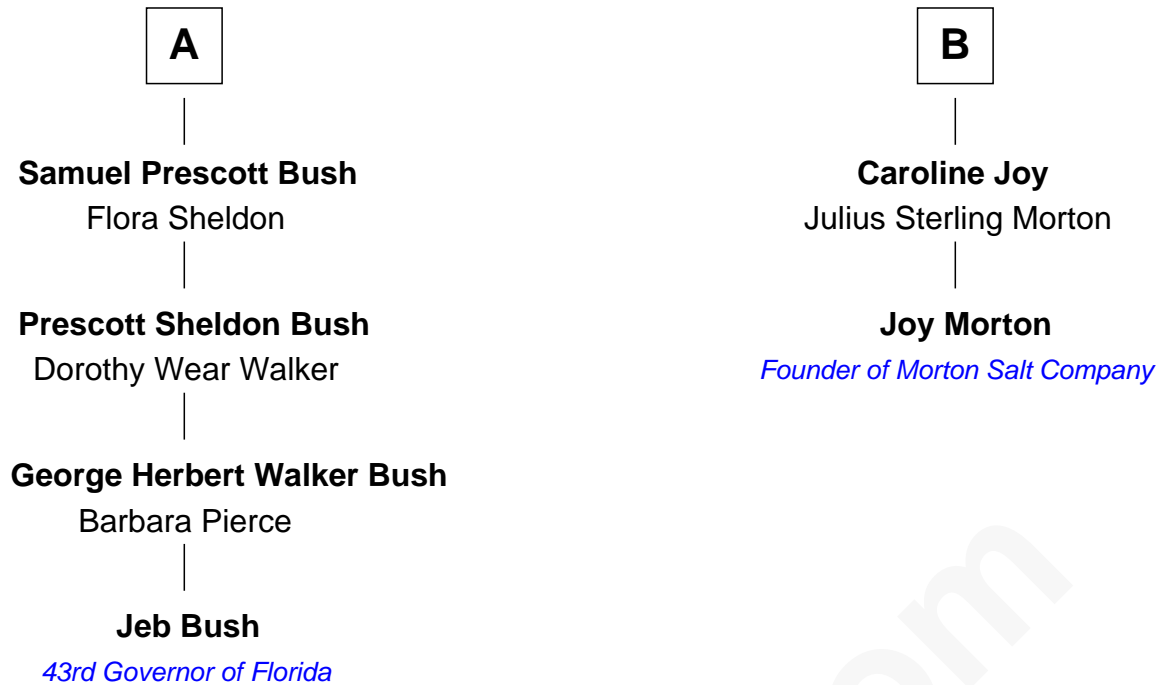 A
Samuel Prescott Bush
Flora Sheldon
Prescott Sheldon Bush
Dorothy Wear Walker
George Herbert Walker Bush
Barbara Pierce
Jeb Bush
43rd Governor of Florida
B
Caroline Joy
Julius Sterling Morton
Joy Morton
Founder of Morton Salt Company
om